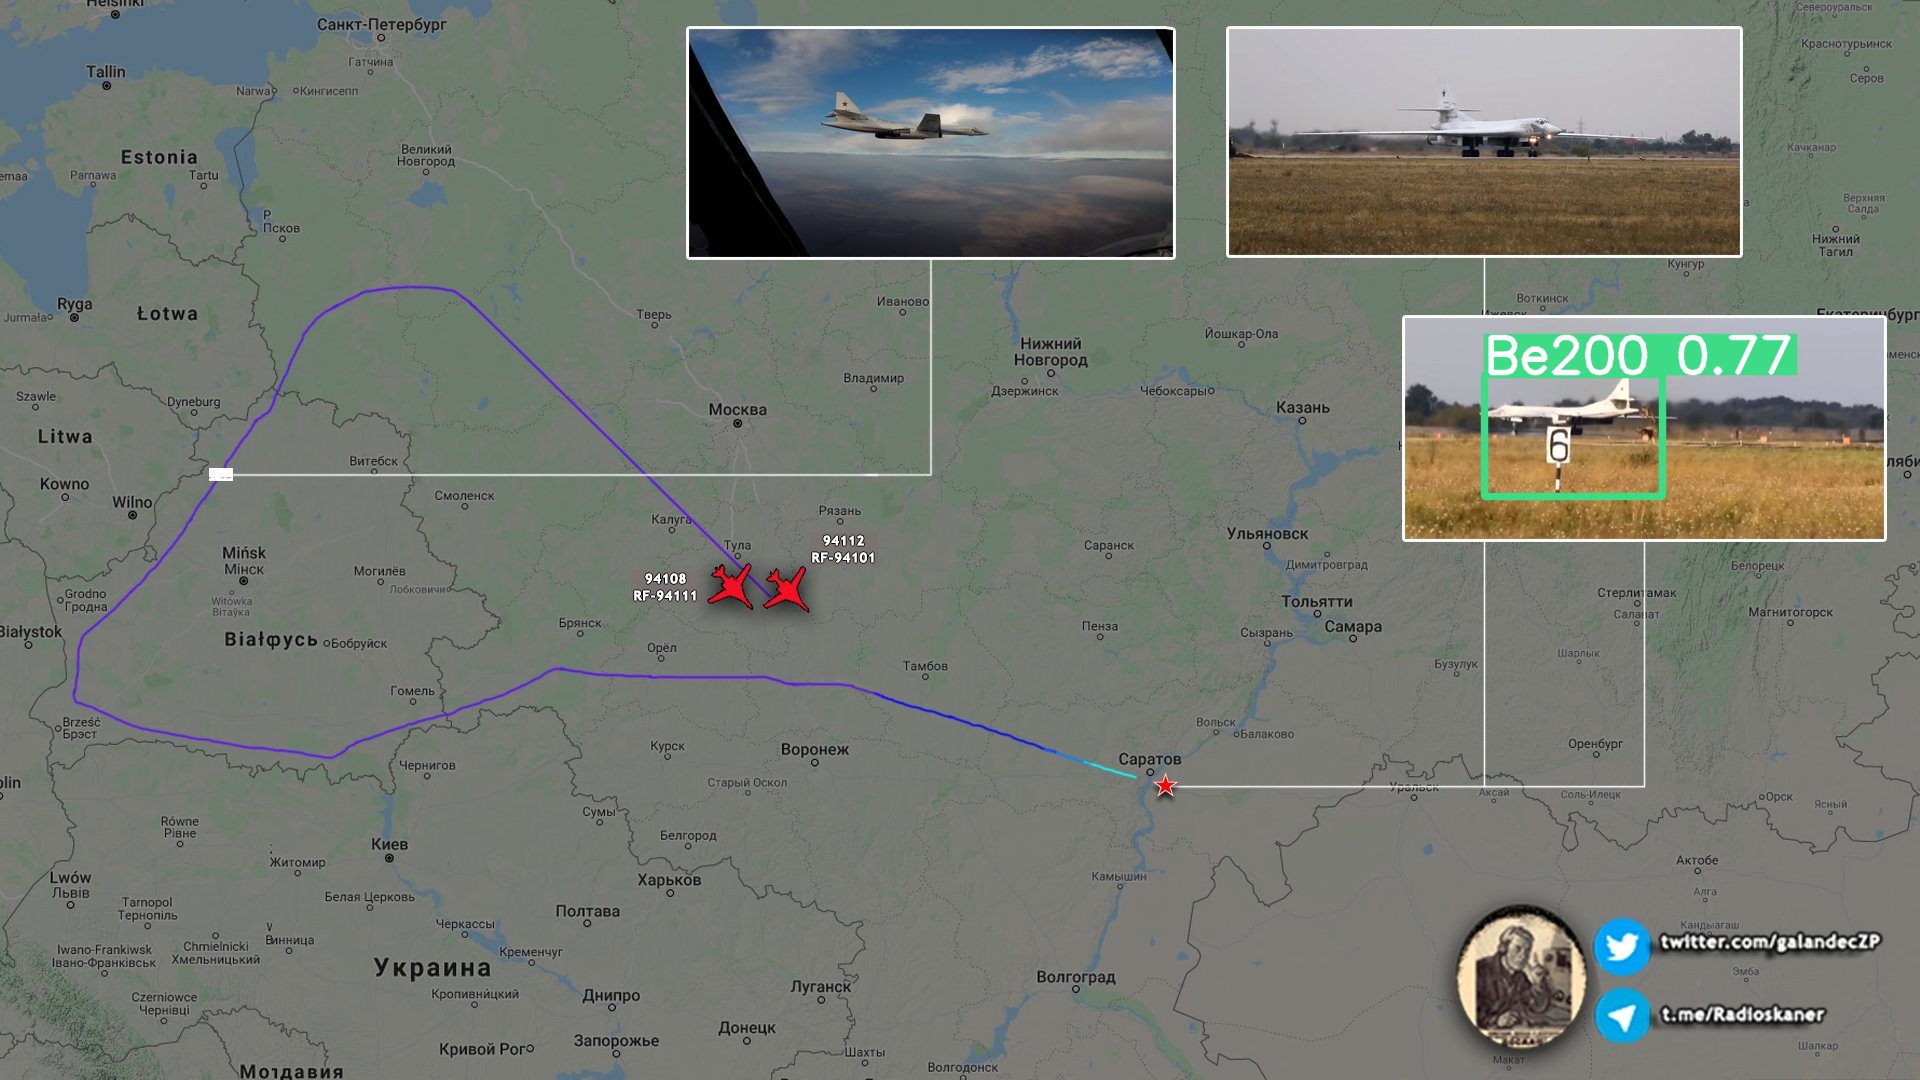 Helsinki
Санкт-Петербург
Гатчина
Tallin
Narwa
Кингисепп
Estonia
Parnawa
Tartu
Великий
Новгород
Р
Псков
Ryga
Jurmała
Łotwa
Тверь
Иваново
Владимир
Нижний
Новгород
Дзержинск
Йошкар-Ола
Чебоксары
Казань
Североуральск
Краснотурьинск
Серов
Качканар
Верхняя
Салда
Нижний
Тагил
Кунгур
Воткинск
Ижевск
Екатеринбург
Be200 0.77
6
Szawle
Dyneburg
Litwa
Москва
Kowno
Wilno
Витебск
Смоленск
Калуга
Рязань
Тула
94112
RF-94101
94108
RF-94111
Mińsk
Мінск
Могилёв
Лобковичи
Grodno
Гродна
Witówka
Вітаўка
Białystok
Бобруйск
Брянск
Орёл
Тамбов
Пенза
Саранск
Ульяновск
Димитровград
Тольятти
Самара
Сызрань
Белорецк
Стерлитамак
Салават
Магнитогорск
Шарлык
Бузулук
Гомель
Brześć
Брэст
Чернигов
Курск
Воронеж
Старый Оскол
Саратов
Вольск
Балаково
Оренбург
Уральск
Аксай
Соль-Илецк
Орск
Ясный
Równe
Рівне
Житомир
Киев
Сумы
Белгород
Харьков
Lwów
Львів
Белая Церковь
Tarnopol
Тернопіль
Полтава
Черкассы
Кременчуг
Iwano-Frankiwsk
Івано-Франківськ
Chmielnicki
Хмельницький
Винница
Украина
Кропивницкий
Czerniowce
Чернівці
Днипро
Луганск
Запорожье
Донецк
Кривой Рог
Шахты
Волгодонск
Камышин
Волгоград
Актобе
Алга
Кандыагаш
Эмба
Шалкар
Макат
twitter.com/galandecZP
t.me/Radioskaner